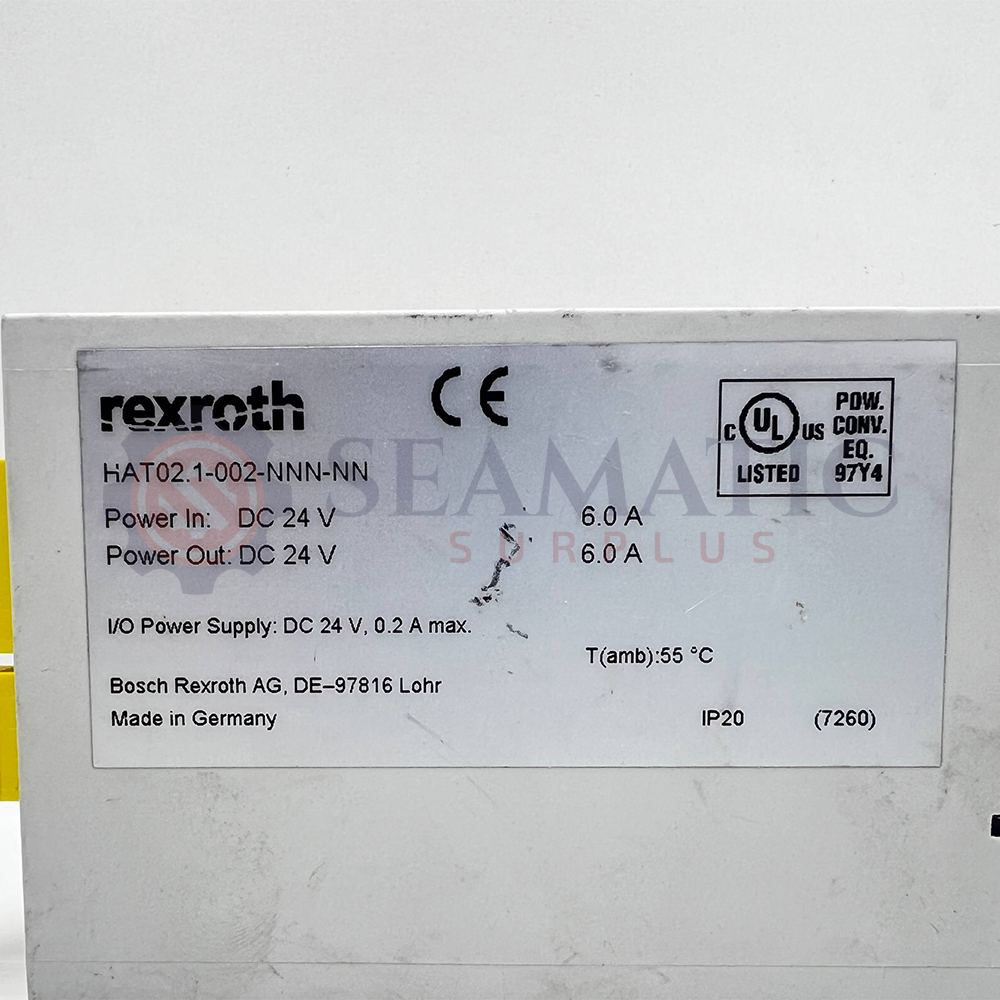 rexroth
CE
HAT02.1-002-NNN-NN
C UL US
LISTED
POW.
CONV.
EQ.
97Y4
Power In: DC 24 V 6.0 A
Power Out: DC 24 V 6.0 A
SEAMATIC
SURPLUS
I/O Power Supply: DC 24 V, 0.2 A max.
T(amb):55 °C
Bosch Rexroth AG, DE–97816 Lohr
Made in Germany IP20 (7260)